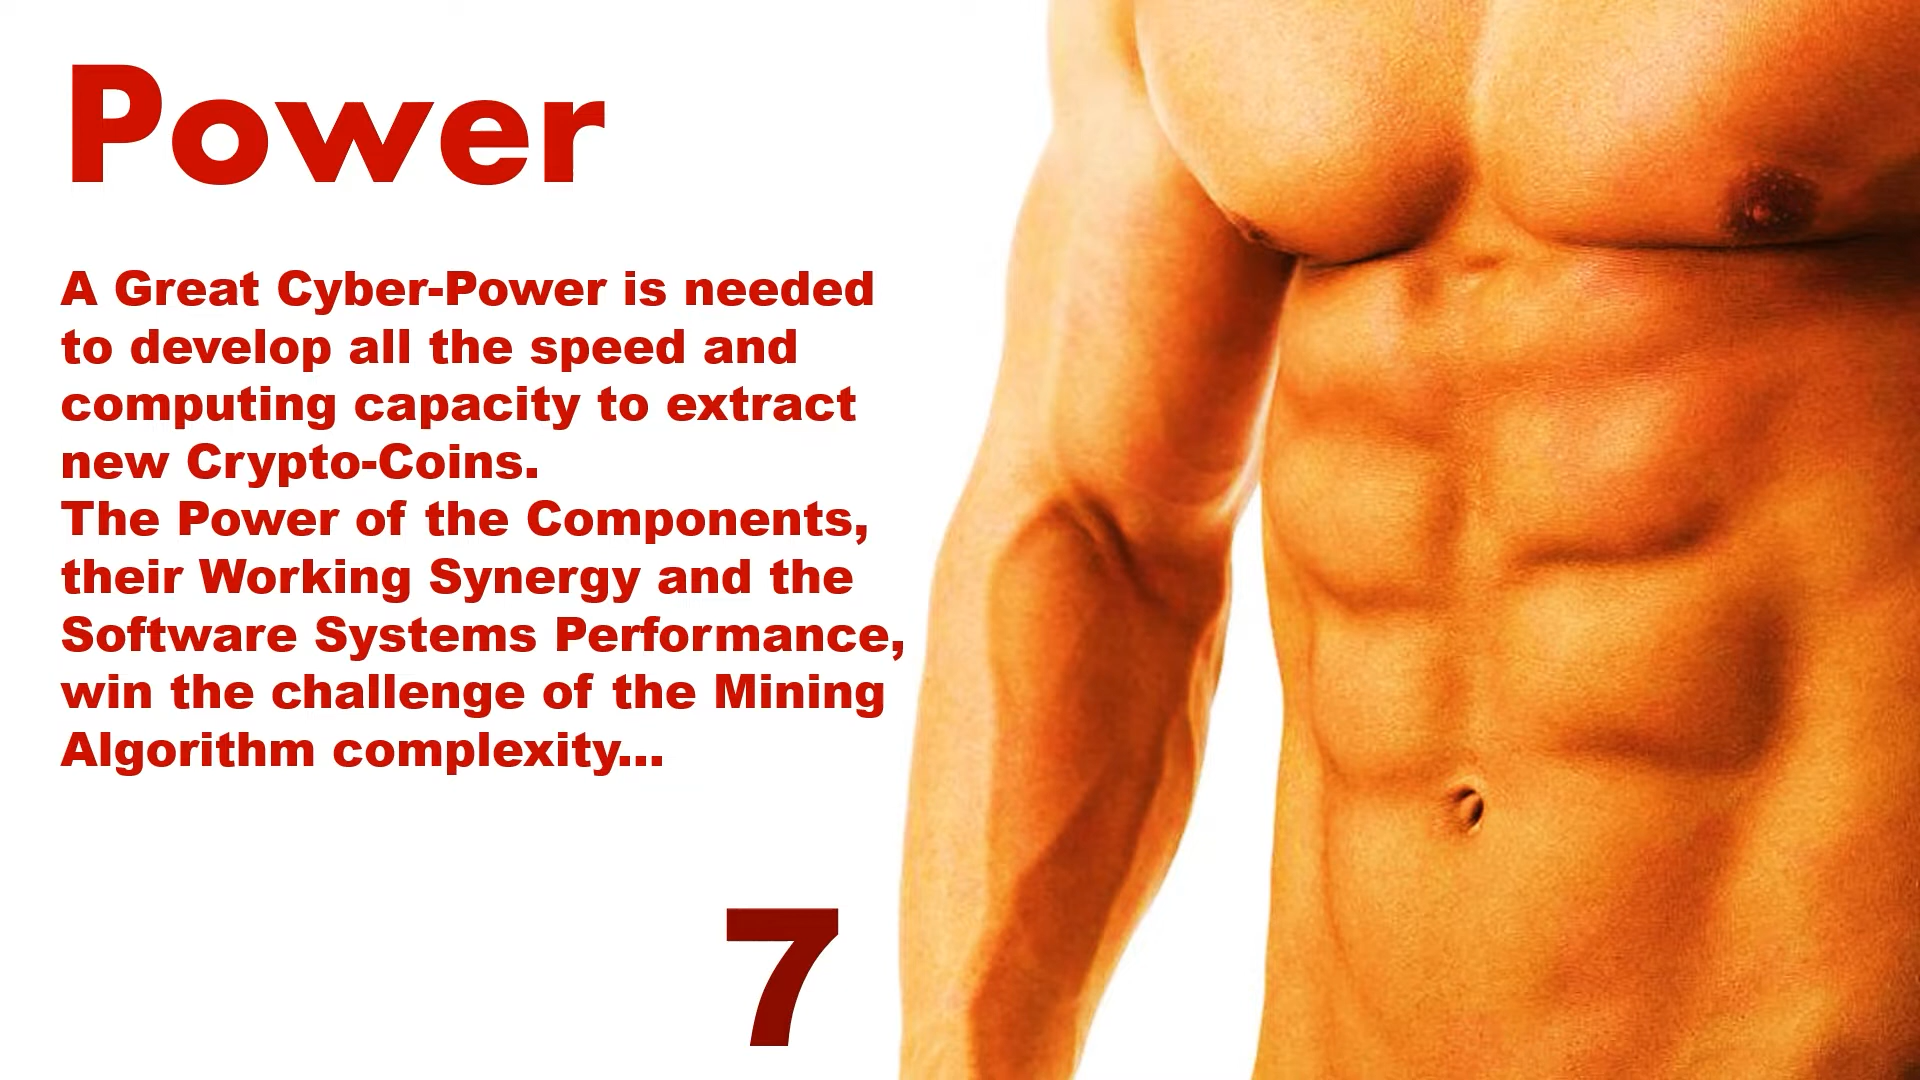 Power
A Great Cyber-Power is needed
to develop all the speed and
computing capacity to extract
new Crypto-Coins.
The Power of the Components,
their Working Synergy and the
Software Systems Performance,
win the challenge of the Mining
Algorithm complexity...
7